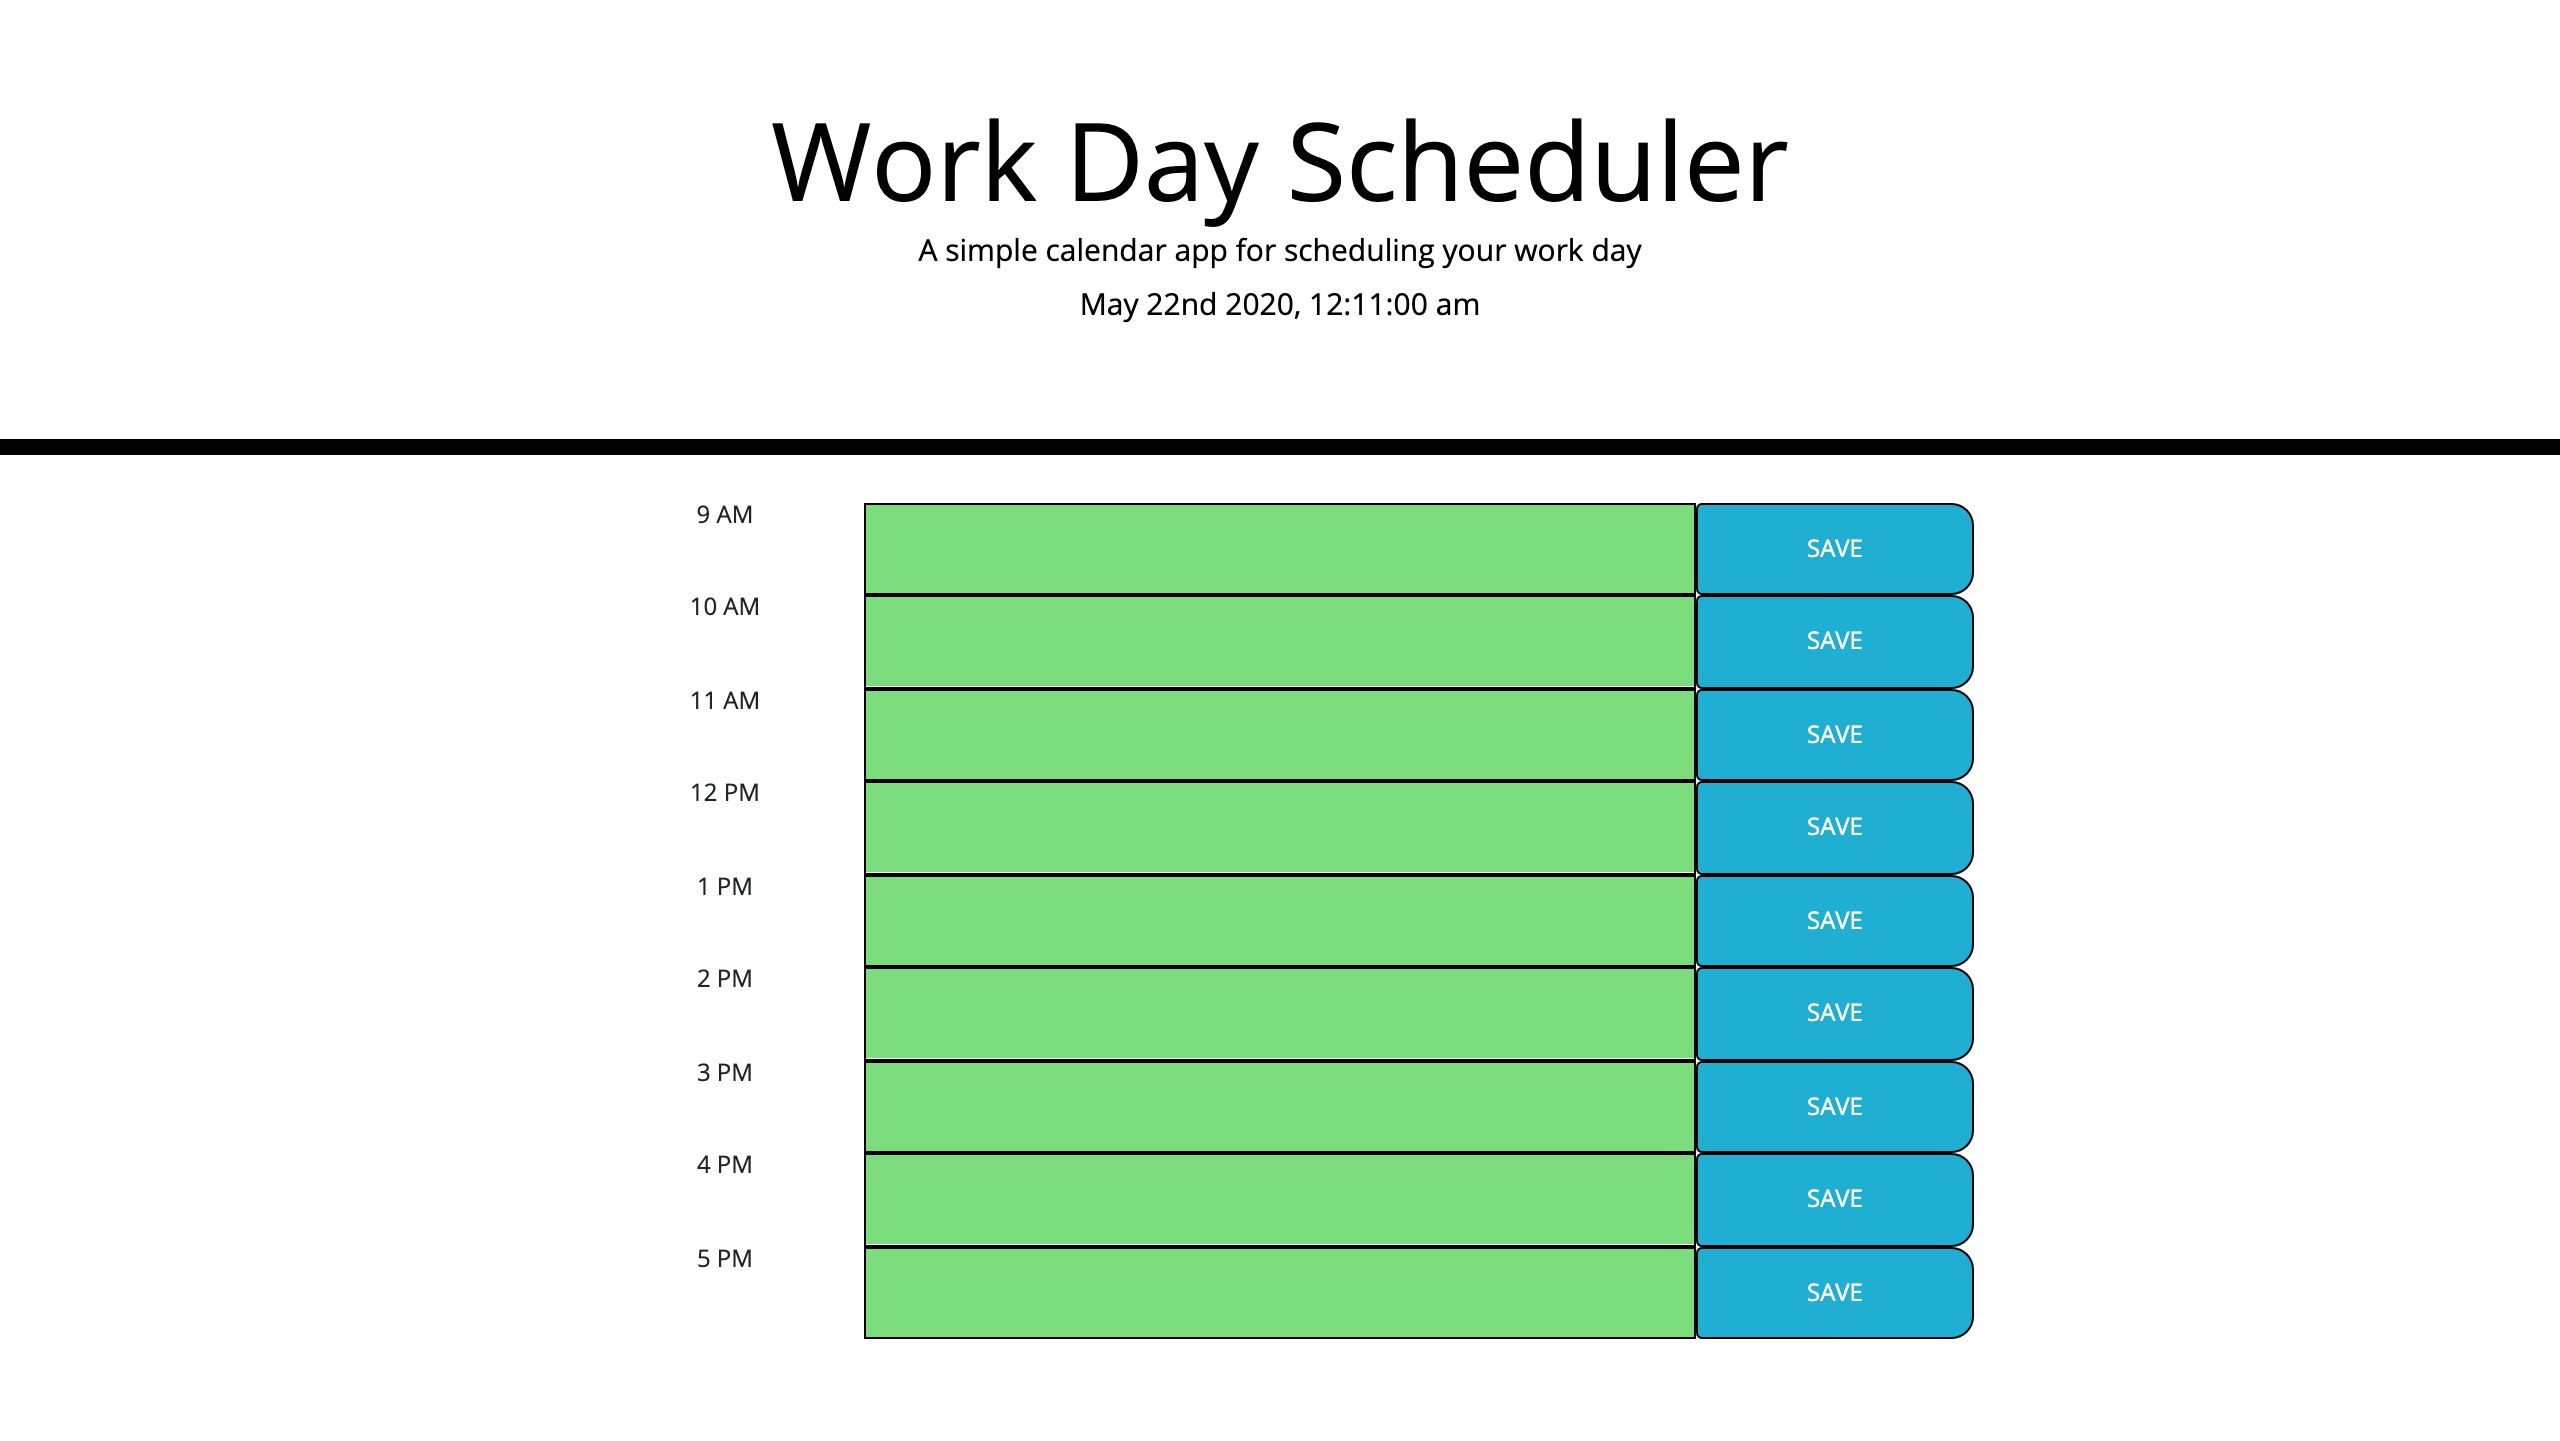 Work Day Scheduler
A simple calendar app for scheduling your work day
May 22nd 2020, 12:11:00 am
9 AM
SAVE
10 AM
SAVE
11 AM
SAVE
12 PM
SAVE
1 PM
SAVE
2 PM
SAVE
3 PM
SAVE
4 PM
SAVE
5 PM
SAVE